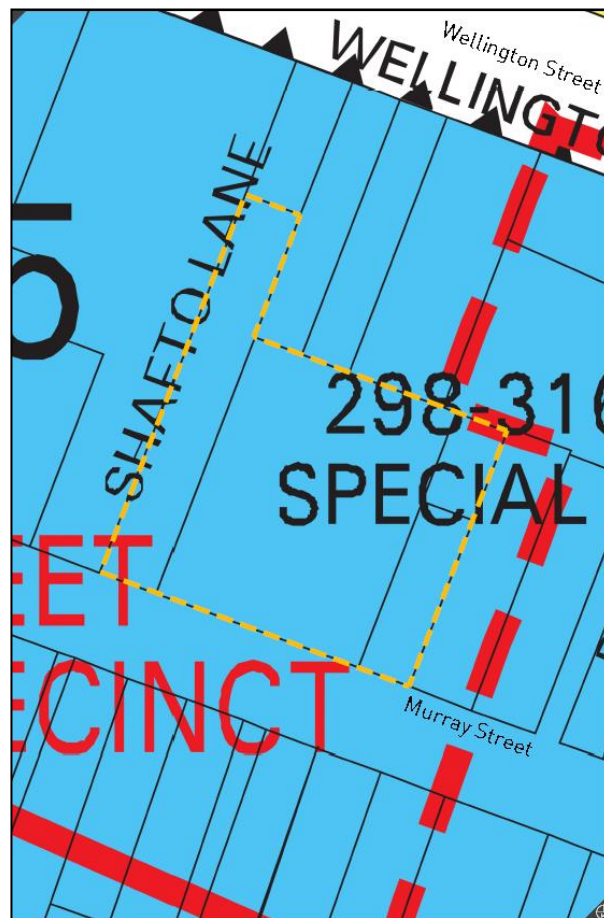 Wellington Street
WELLINGTO
SHAFTO LANE
298-316
SPECIAL
EET
ECINCT
Murray Street